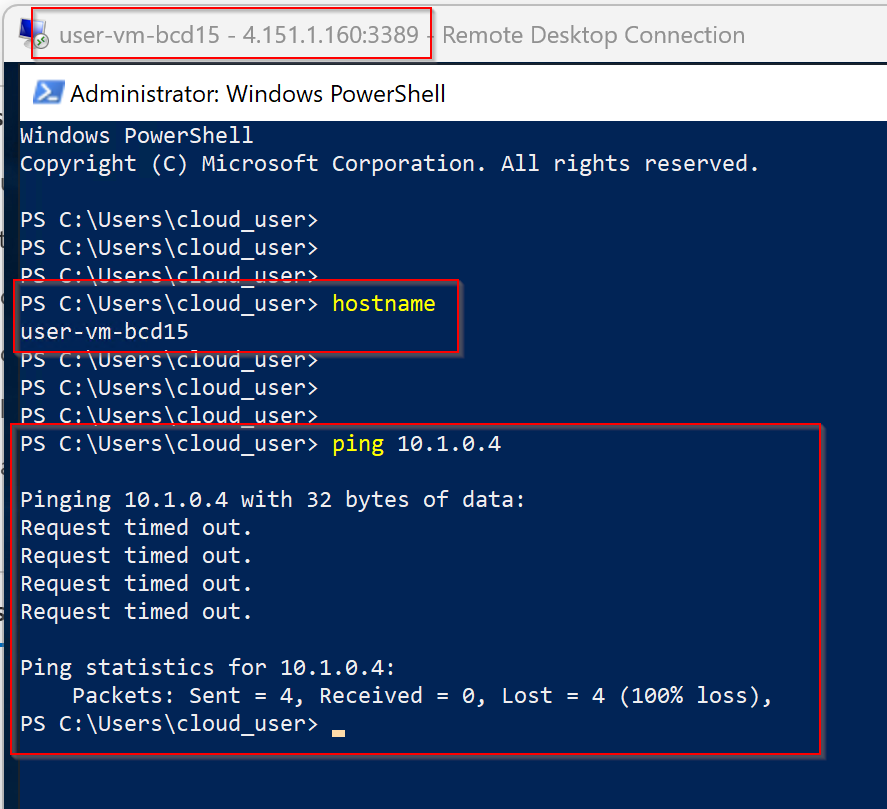 user-vm-bcd15 - 4.151.1.160:3389 - Remote Desktop Connection
Administrator: Windows PowerShell
Windows PowerShell
Copyright (C) Microsoft Corporation. All rights reserved.
PS C:\Users\cloud_user>
PS C:\Users\cloud_user>
PS C:\Users\cloud_user>
PS C:\Users\cloud_user> hostname
user-vm-bcd15
PS C:\Users\cloud_user>
PS C:\Users\cloud_user>
PS C:\Users\cloud_user>
PS C:\Users\cloud_user> ping 10.1.0.4
Pinging 10.1.0.4 with 32 bytes of data:
Request timed out.
Request timed out.
Request timed out.
Request timed out.
Ping statistics for 10.1.0.4:
    Packets: Sent = 4, Received = 0, Lost = 4 (100% loss),
PS C:\Users\cloud_user>